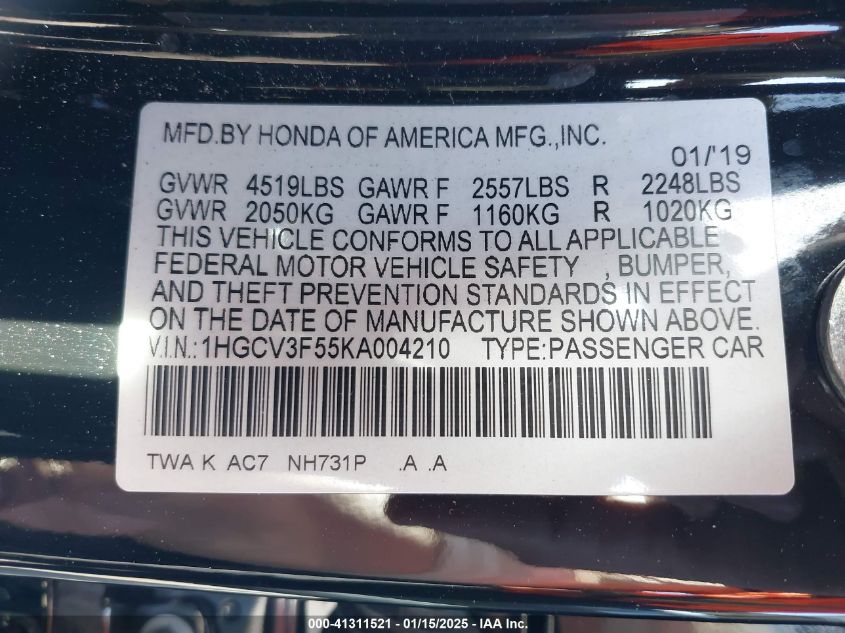 MFD.BY HONDA OF AMERICA MFG.,INC.
01/'19
GVWR 4519LBS GAWR F 2557LBS R 2248LBS
GVWR 2050KG GAWR F 1160KG R 1020KG
THIS VEHICLE CONFORMS TO ALL APPLICABLE
FEDERAL MOTOR VEHICLE SAFETY , BUMPER,
AND THEFT PREVENTION STANDARDS IN EFFECT
ON THE DATE OF MANUFACTURE SHOWN ABOVE.
V.I.N.:1HGCV3F55KA004210 TYPE:PASSENGER CAR
TWA K AC7 NH731P .A .A
000-41311521 - 01/15/2025 - IAA Inc.